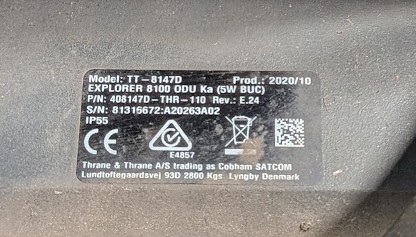 Model: TT-8147D Prod.: 2020/10
EXPLORER 8100 ODU Ka (5W BUC)
P/N: 408147D-THR-110 Rev.: E.24
S/N: 81316672:A20263A02
IP55
CE
E4857
Thrane & Thrane A/S trading as Cobham SATCOM
Lundtoftegaardsvej 93D 2800 Kgs Lyngby Denmark